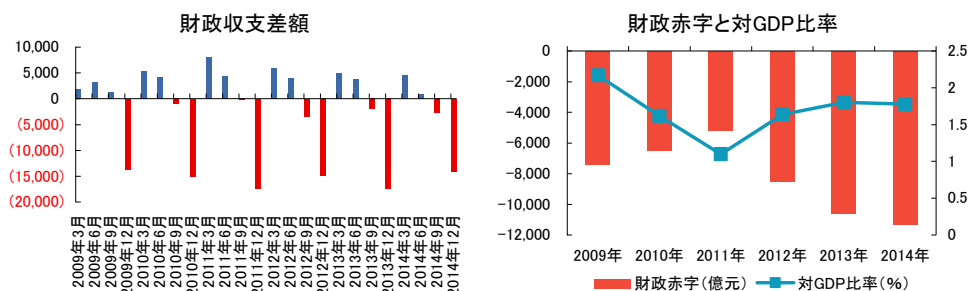 財政収支差額
10,000
5,000
0
(5,000)
(10,000)
(15,000)
(20,000)
2009年3月
2009年6月
2009年9月
2009年12月
2010年3月
2010年6月
2010年9月
2010年12月
2011年3月
2011年6月
2011年9月
2011年12月
2012年3月
2012年6月
2012年9月
2012年12月
2013年3月
2013年6月
2013年9月
2013年12月
2014年3月
2014年6月
2014年9月
2014年12月
財政赤字と対GDP比率
0
-2,000
-4,000
-6,000
-8,000
-10,000
-12,000
2.5
2
1.5
1
0.5
0
2009年 2010年 2011年 2012年 2013年 2014年
財政赤字(億元) 対GDP比率(%)